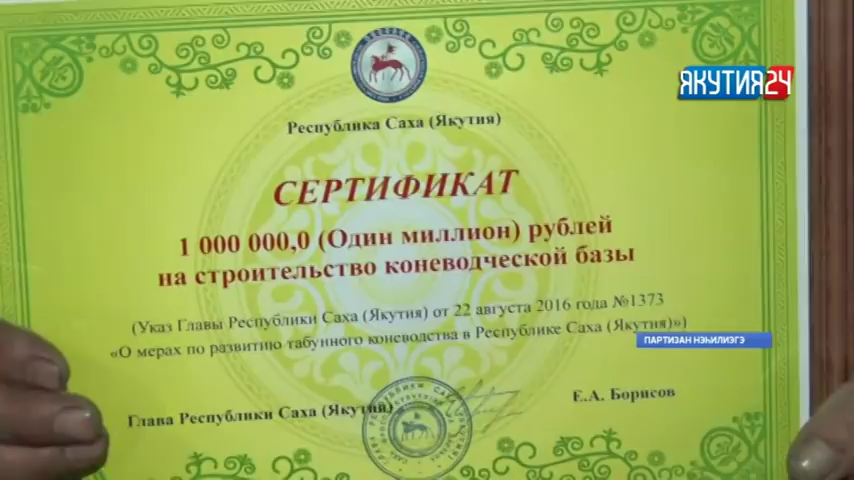 ЯКУТИЯ24
Республика Саха (Якутия)
СЕРТИФИКАТ
1 000 000,0 (Один миллион) рублей
на строительство коневодческой базы
(Указ Главы Республики Саха (Якутия) от 22 августа 2016 года №1373
«О мерах по развитию табунного коневодства в Республике Саха (Якутия)»)
ПАРТИЗАН НЭҺИЛИЭГЭ
Глава Республики Саха (Якутия)
Е.А. Борисов